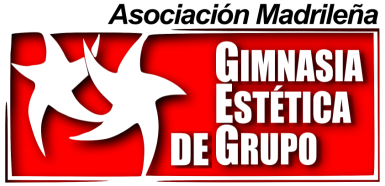 Asociación Madrileña
GIMNASIA
ESTÉTICA
DE GRUPO